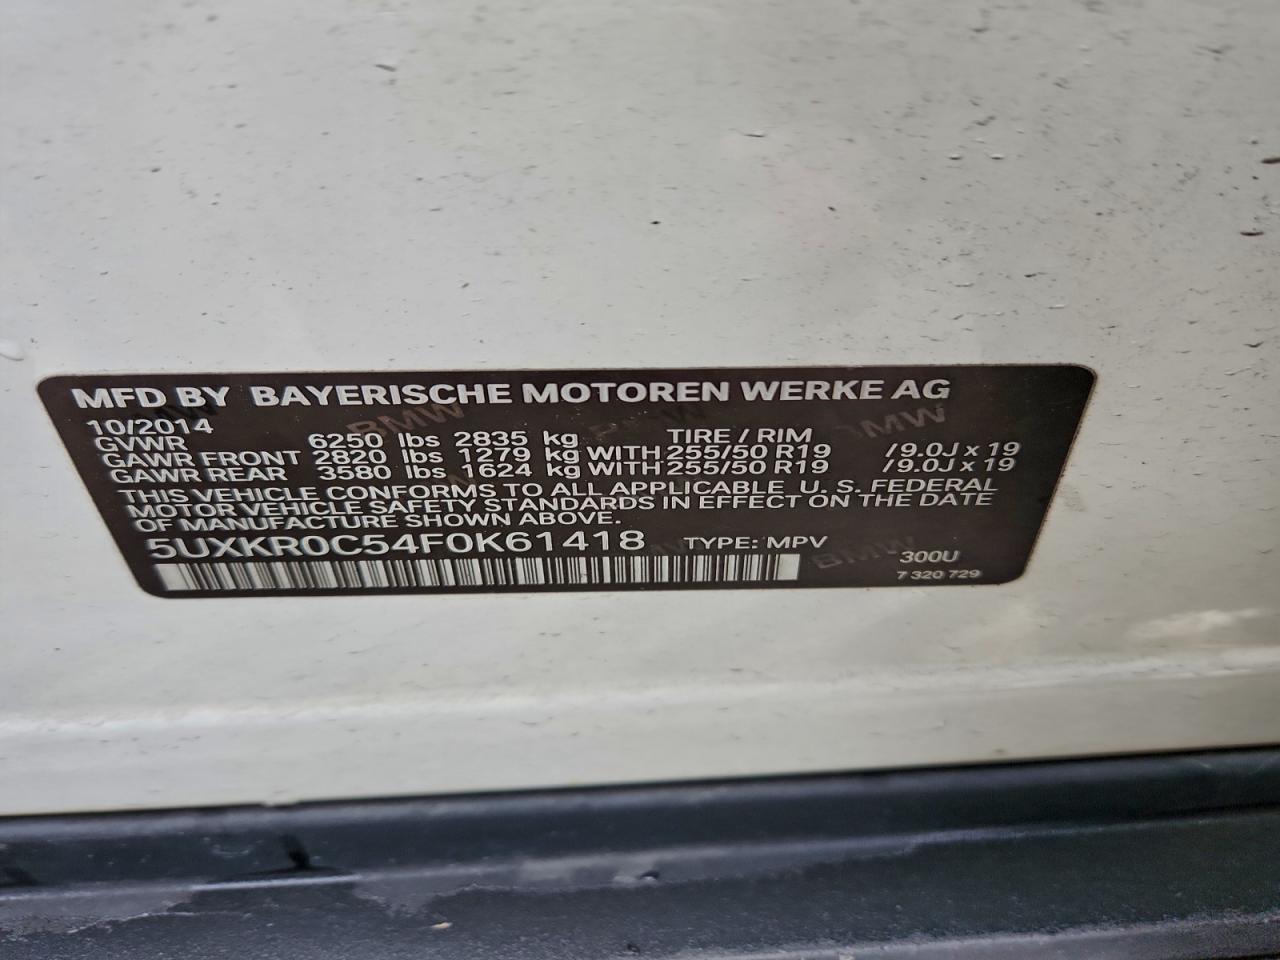 MFD BY BAYERISCHE MOTOREN WERKE AG
10/2014
GVWR 6250 lbs 2835 kg TIRE / RIM
GAWR FRONT 2820 lbs 1279 kg WITH 255/50 R19 /9.0J x 19
GAWR REAR 3580 lbs 1624 kg WITH 255/50 R19 /9.0J x 19
THIS VEHICLE CONFORMS TO ALL APPLICABLE U.S. FEDERAL
MOTOR VEHICLE SAFETY STANDARDS IN EFFECT ON THE DATE
OF MANUFACTURE SHOWN ABOVE.
5UXKR0C54F0K61418 TYPE: MPV
300U
7 320 729